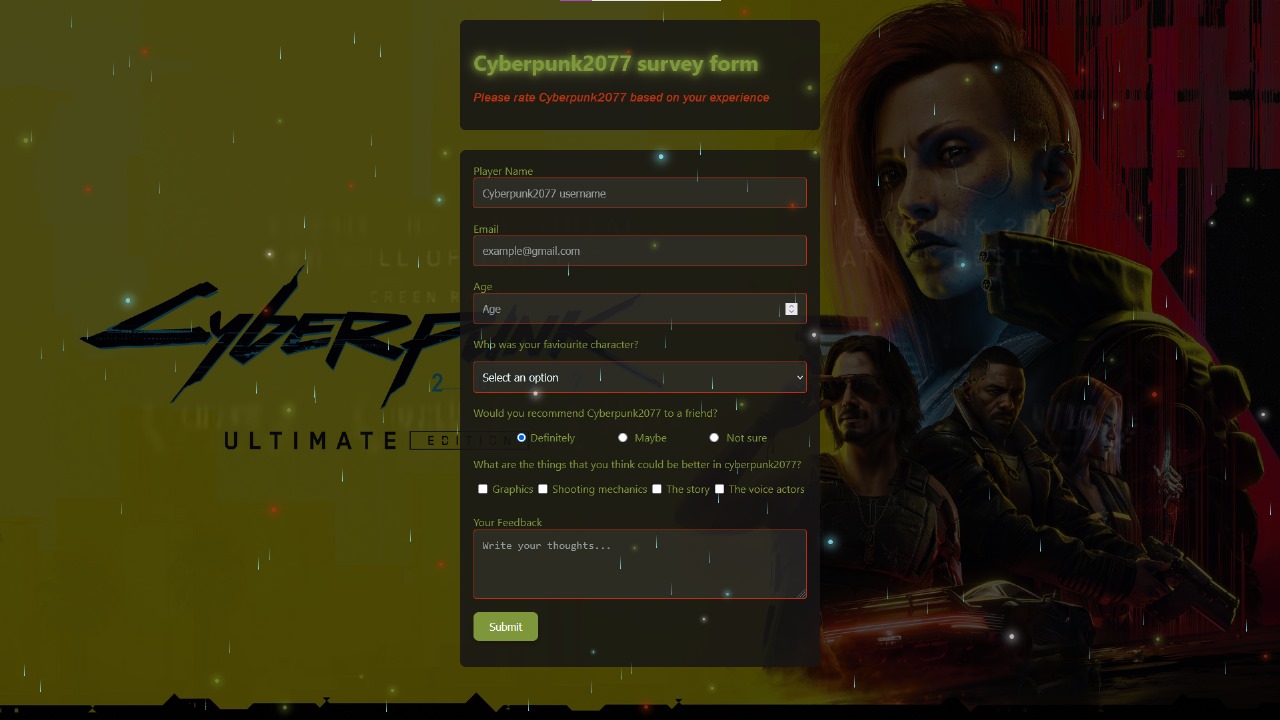 Cyberpunk2077 survey form
Please rate Cyberpunk2077 based on your experience
Player Name
Cyberpunk2077 username
Email
example@gmail.com
Age
Age
Who was your faviourite character?
Select an option
Would you recommend Cyberpunk2077 to a friehd?
Definitely Maybe Not sure
What are the things that you think could be better in cyberpunk2077?
Graphics Shooting mechanics The story The voice actors
Your Feedback
Write your thoughts...
Submit
CYBERPUNK
ULTIMATE EDITION